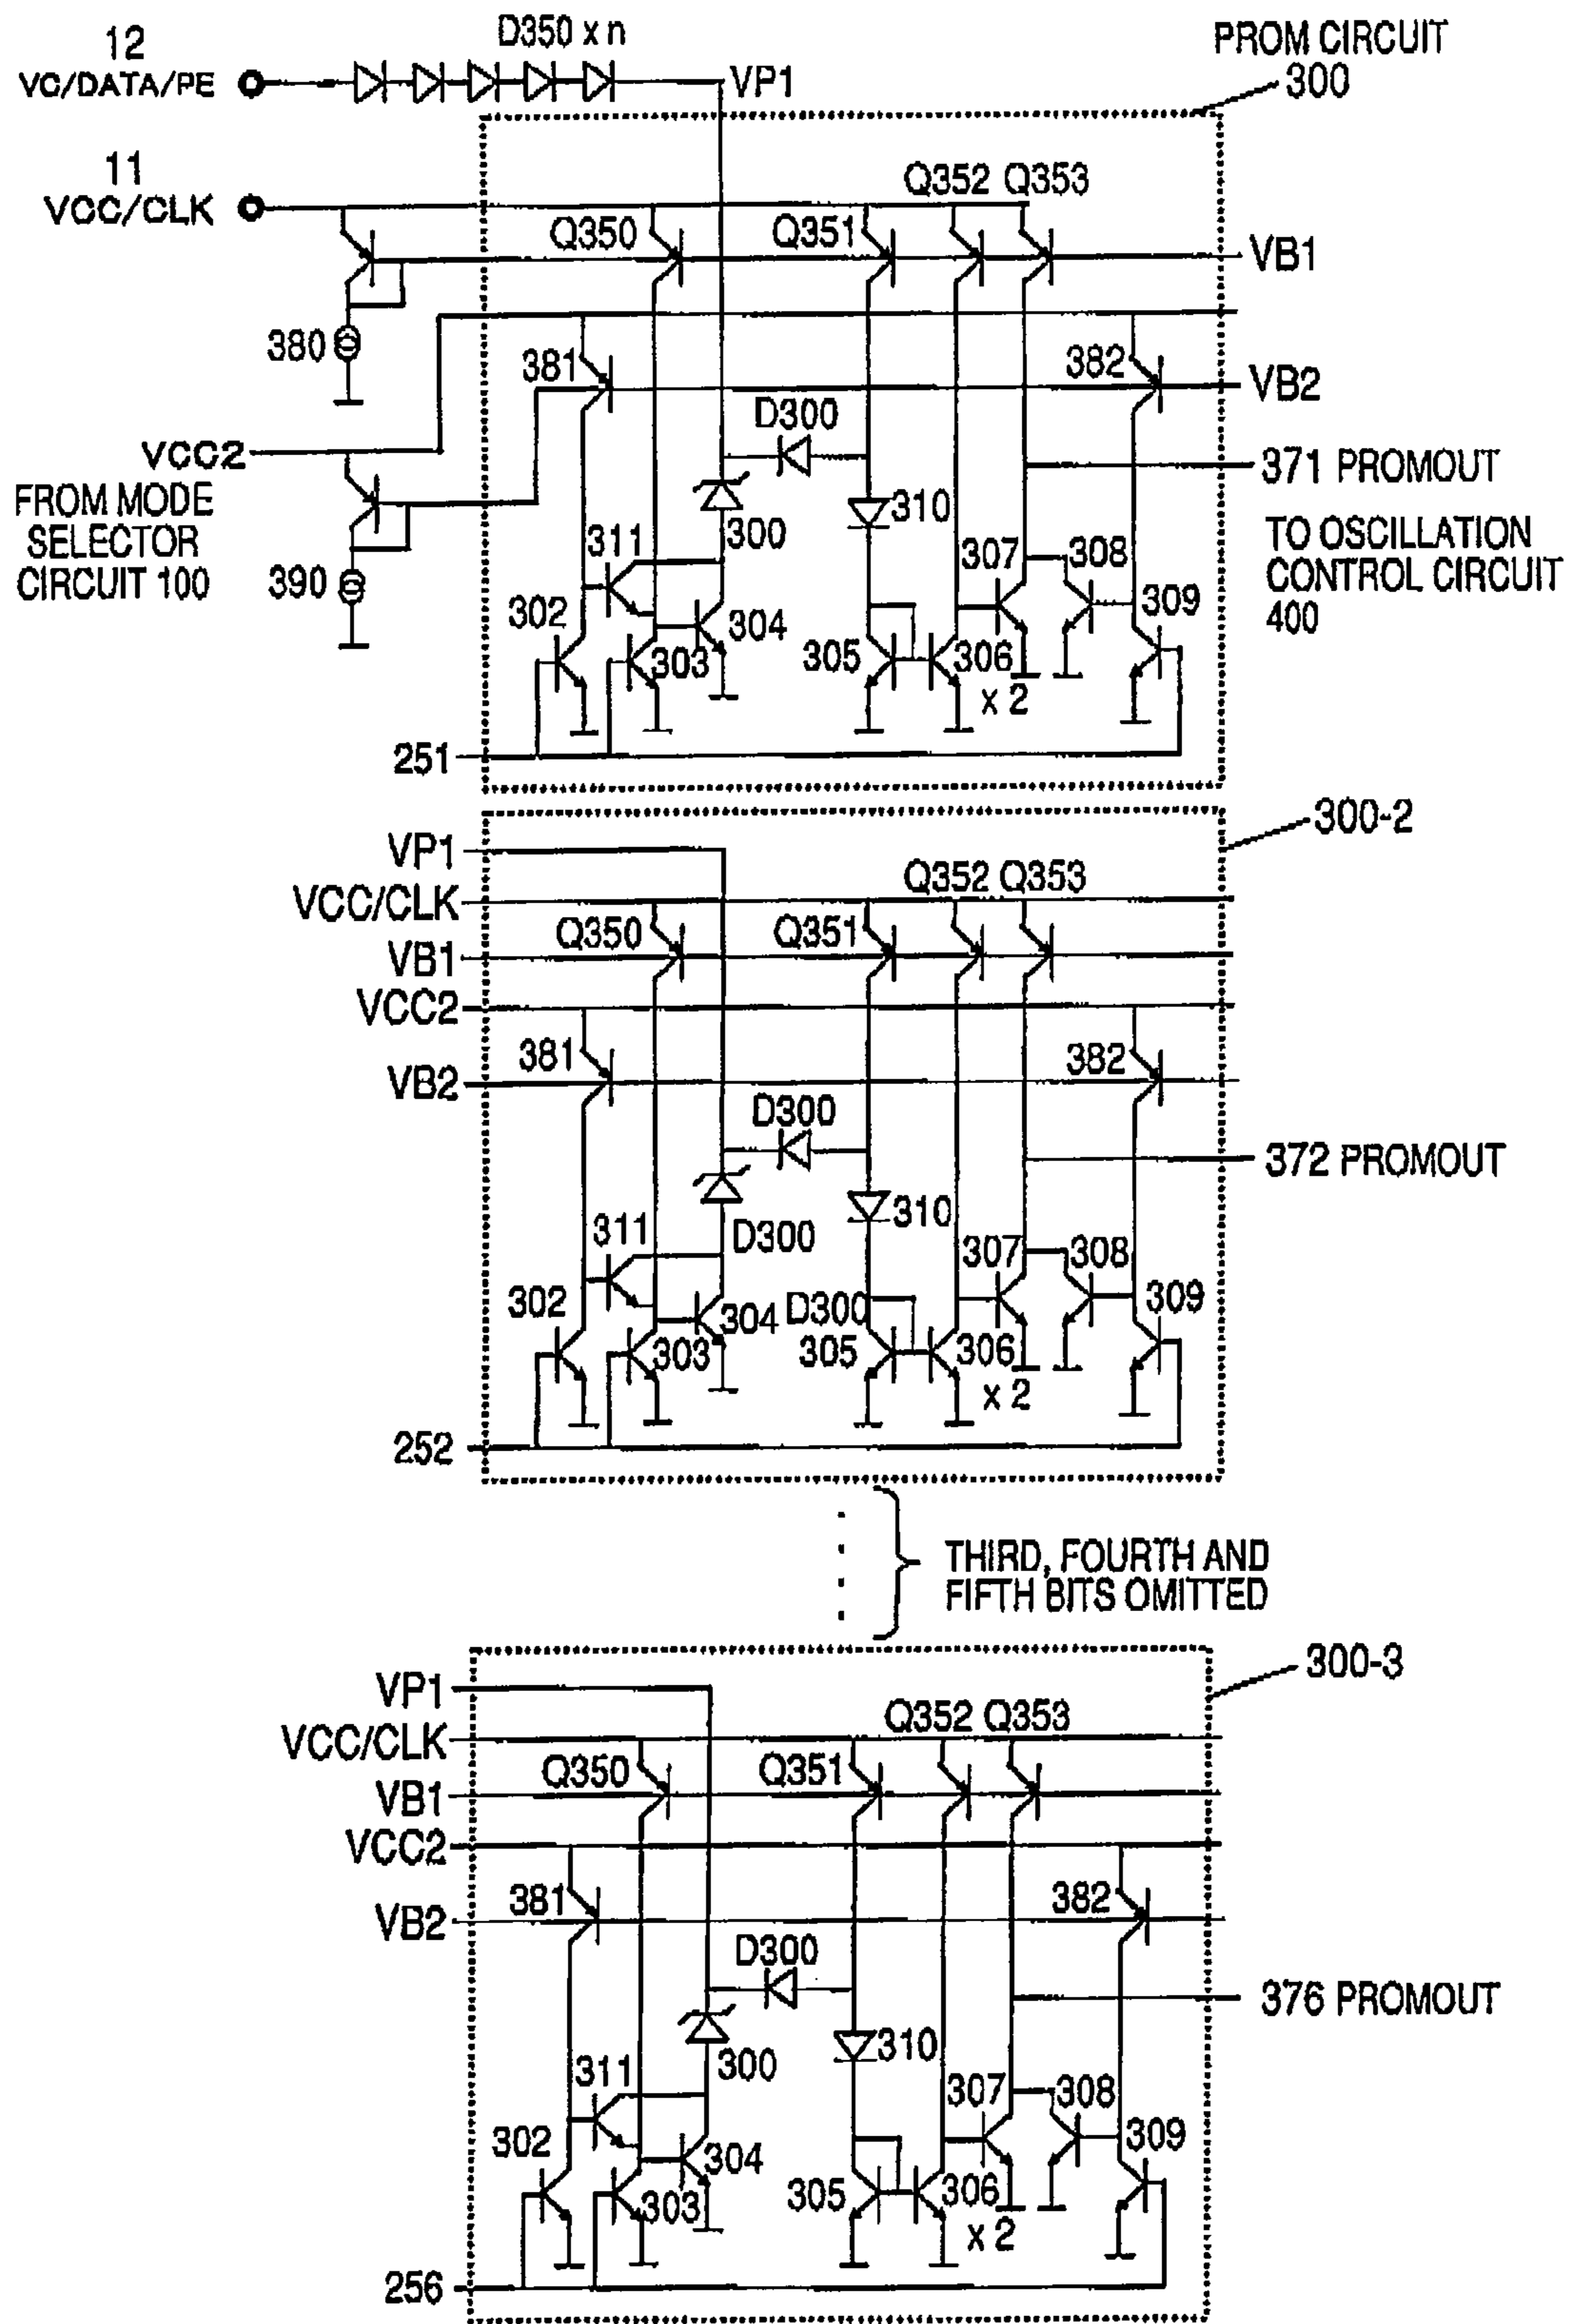 12
VC/DATA/PE
D350 x n
VP1
PROM CIRCUIT
300
11
VCC/CLK
Q350
Q351
Q352 Q353
VB1
380
381
382
VB2
VCC2
D300
371 PROMOUT
FROM MODE
SELECTOR
CIRCUIT 100
390
311
300
310
307
308
TO OSCILLATION
CONTROL CIRCUIT
400
302
303
304
305
306
x 2
309
251
300-2
VP1
VCC/CLK
Q352 Q353
Q350
Q351
VB1
VCC2
381
382
VB2
D300
372 PROMOUT
311
D300
310
307
308
302
303
304
D300
305
306
x 2
309
252
THIRD, FOURTH AND
FIFTH BITS OMITTED
300-3
VP1
VCC/CLK
Q352 Q353
Q350
Q351
VB1
VCC2
381
382
VB2
D300
376 PROMOUT
311
300
310
307
308
302
303
304
305
306
x 2
309
256